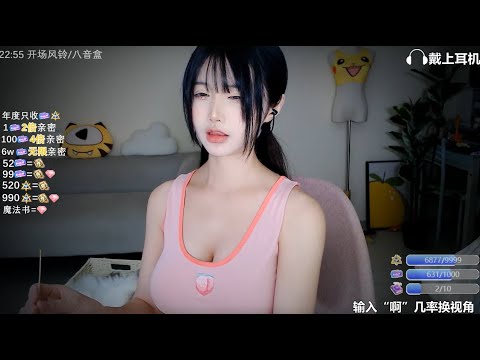 22:55 开场风铃/八音盒
戴上耳机
年度只收
1 2倍亲密
100 4倍亲密
6w 无限亲密
52 =
99 =
520 =
990 =
魔法书=
6877/9999
631/1000
2/10
输入“啊”几率换视角